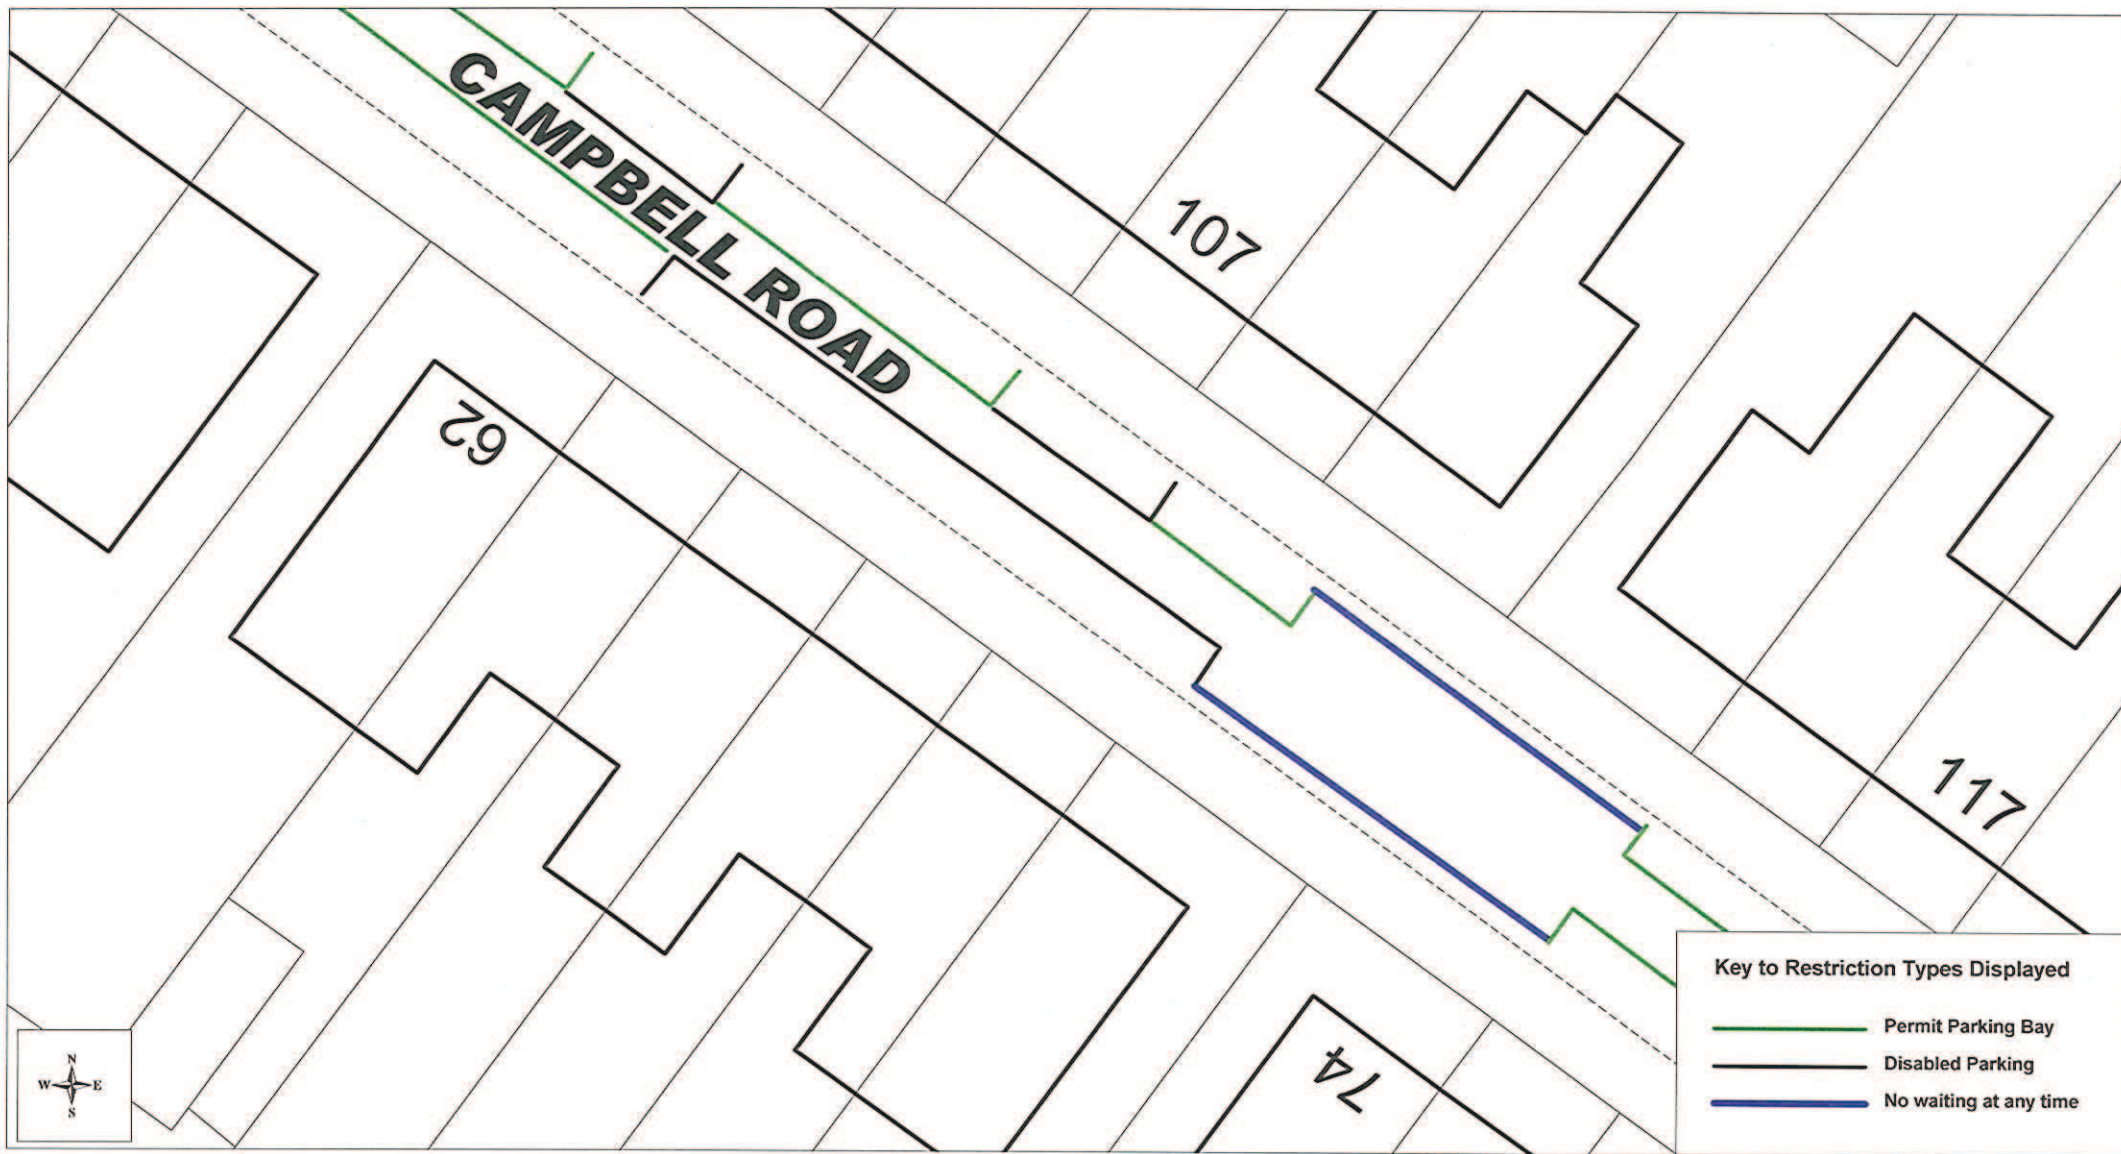 CAMPBELL ROAD
107
62
117
74
Key to Restriction Types Displayed
Permit Parking Bay
Disabled Parking
No waiting at any time
N
W E
S